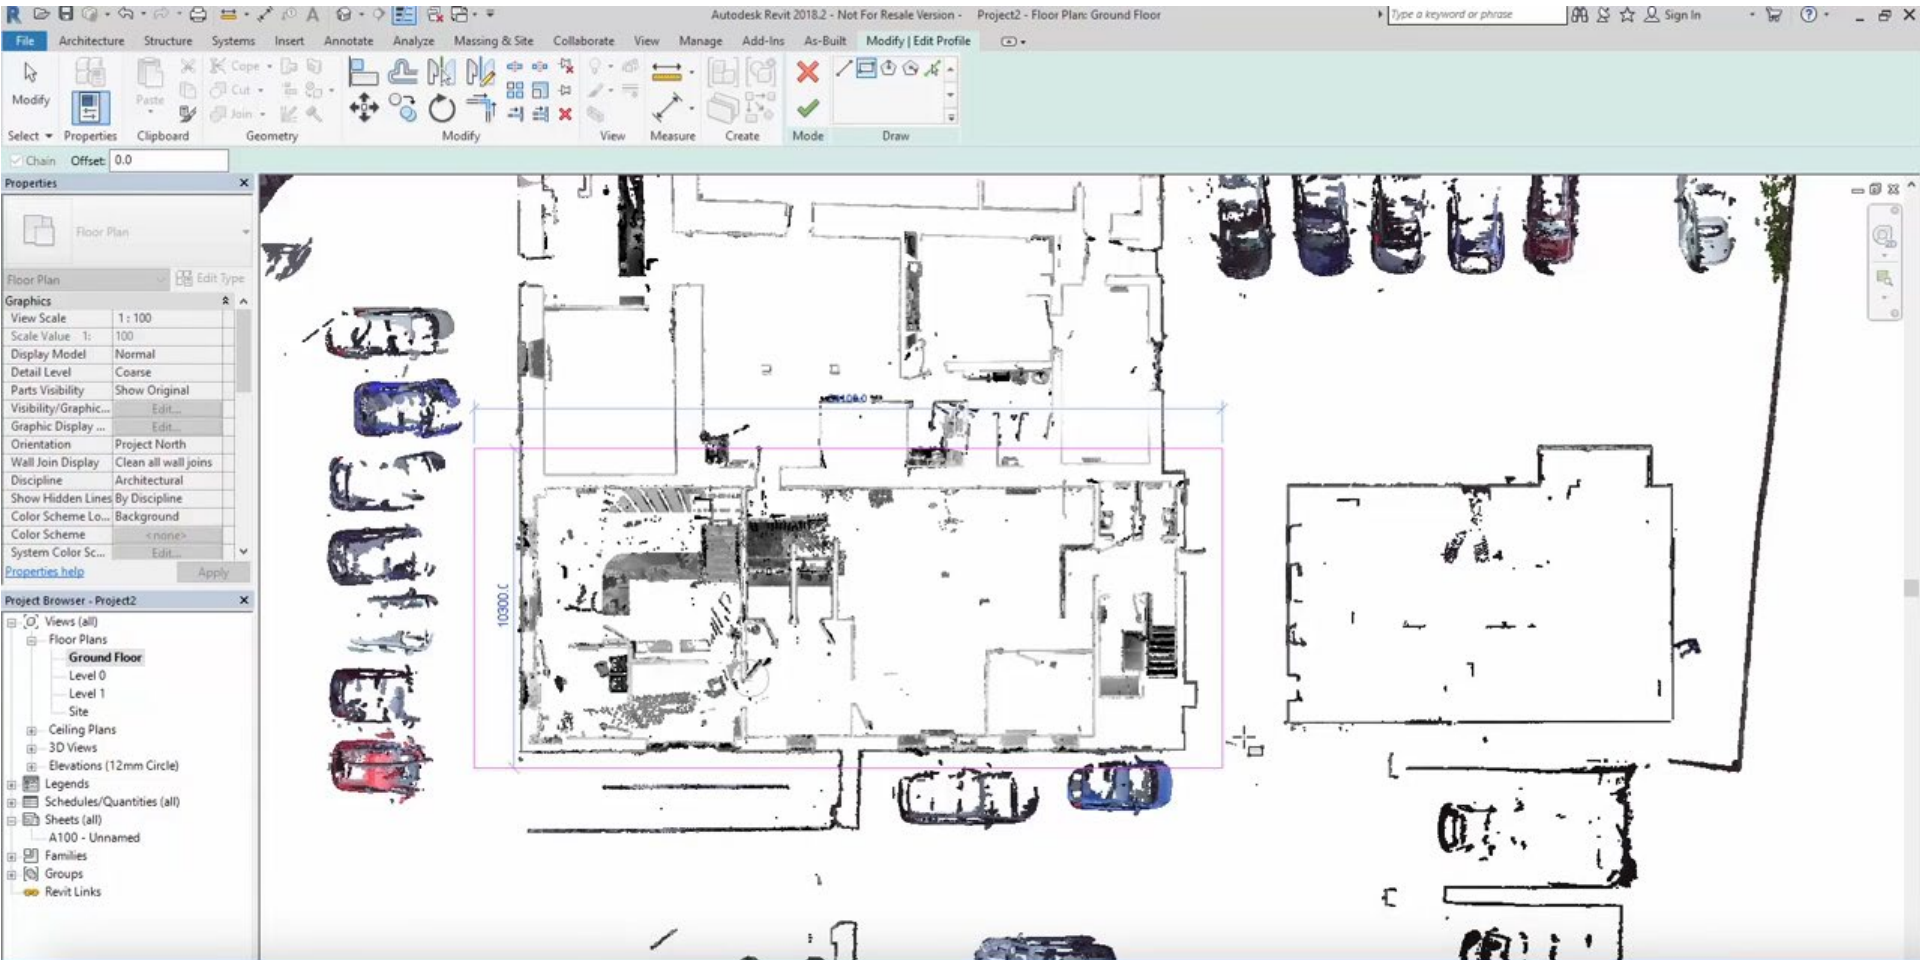 Autodesk Revit 2018.2 - Not For Resale Version - Project2 - Floor Plan: Ground Floor
Type a keyword or phrase
Sign In
File Architecture Structure Systems Insert Annotate Analyze Massing & Site Collaborate View Manage Add-Ins As-Built Modify | Edit Profile
Modify
Paste
Cope
Cut
Join
Select Properties Clipboard Geometry Modify View Measure Create Mode Draw
Chain Offset: 0.0
Properties
Floor Plan
Floor Plan Edit Type
Graphics
View Scale 1 : 100
Scale Value 1: 100
Display Model Normal
Detail Level Coarse
Parts Visibility Show Original
Visibility/Graphic... Edit...
Graphic Display ... Edit...
Orientation Project North
Wall Join Display Clean all wall joins
Discipline Architectural
Show Hidden Lines By Discipline
Color Scheme Lo... Background
Color Scheme <none>
System Color Sc... Edit...
Properties help Apply
Project Browser - Project2
Views (all)
Floor Plans
Ground Floor
Level 0
Level 1
Site
Ceiling Plans
3D Views
Elevations (12mm Circle)
Legends
Schedules/Quantities (all)
Sheets (all)
A100 - Unnamed
Families
Groups
Revit Links